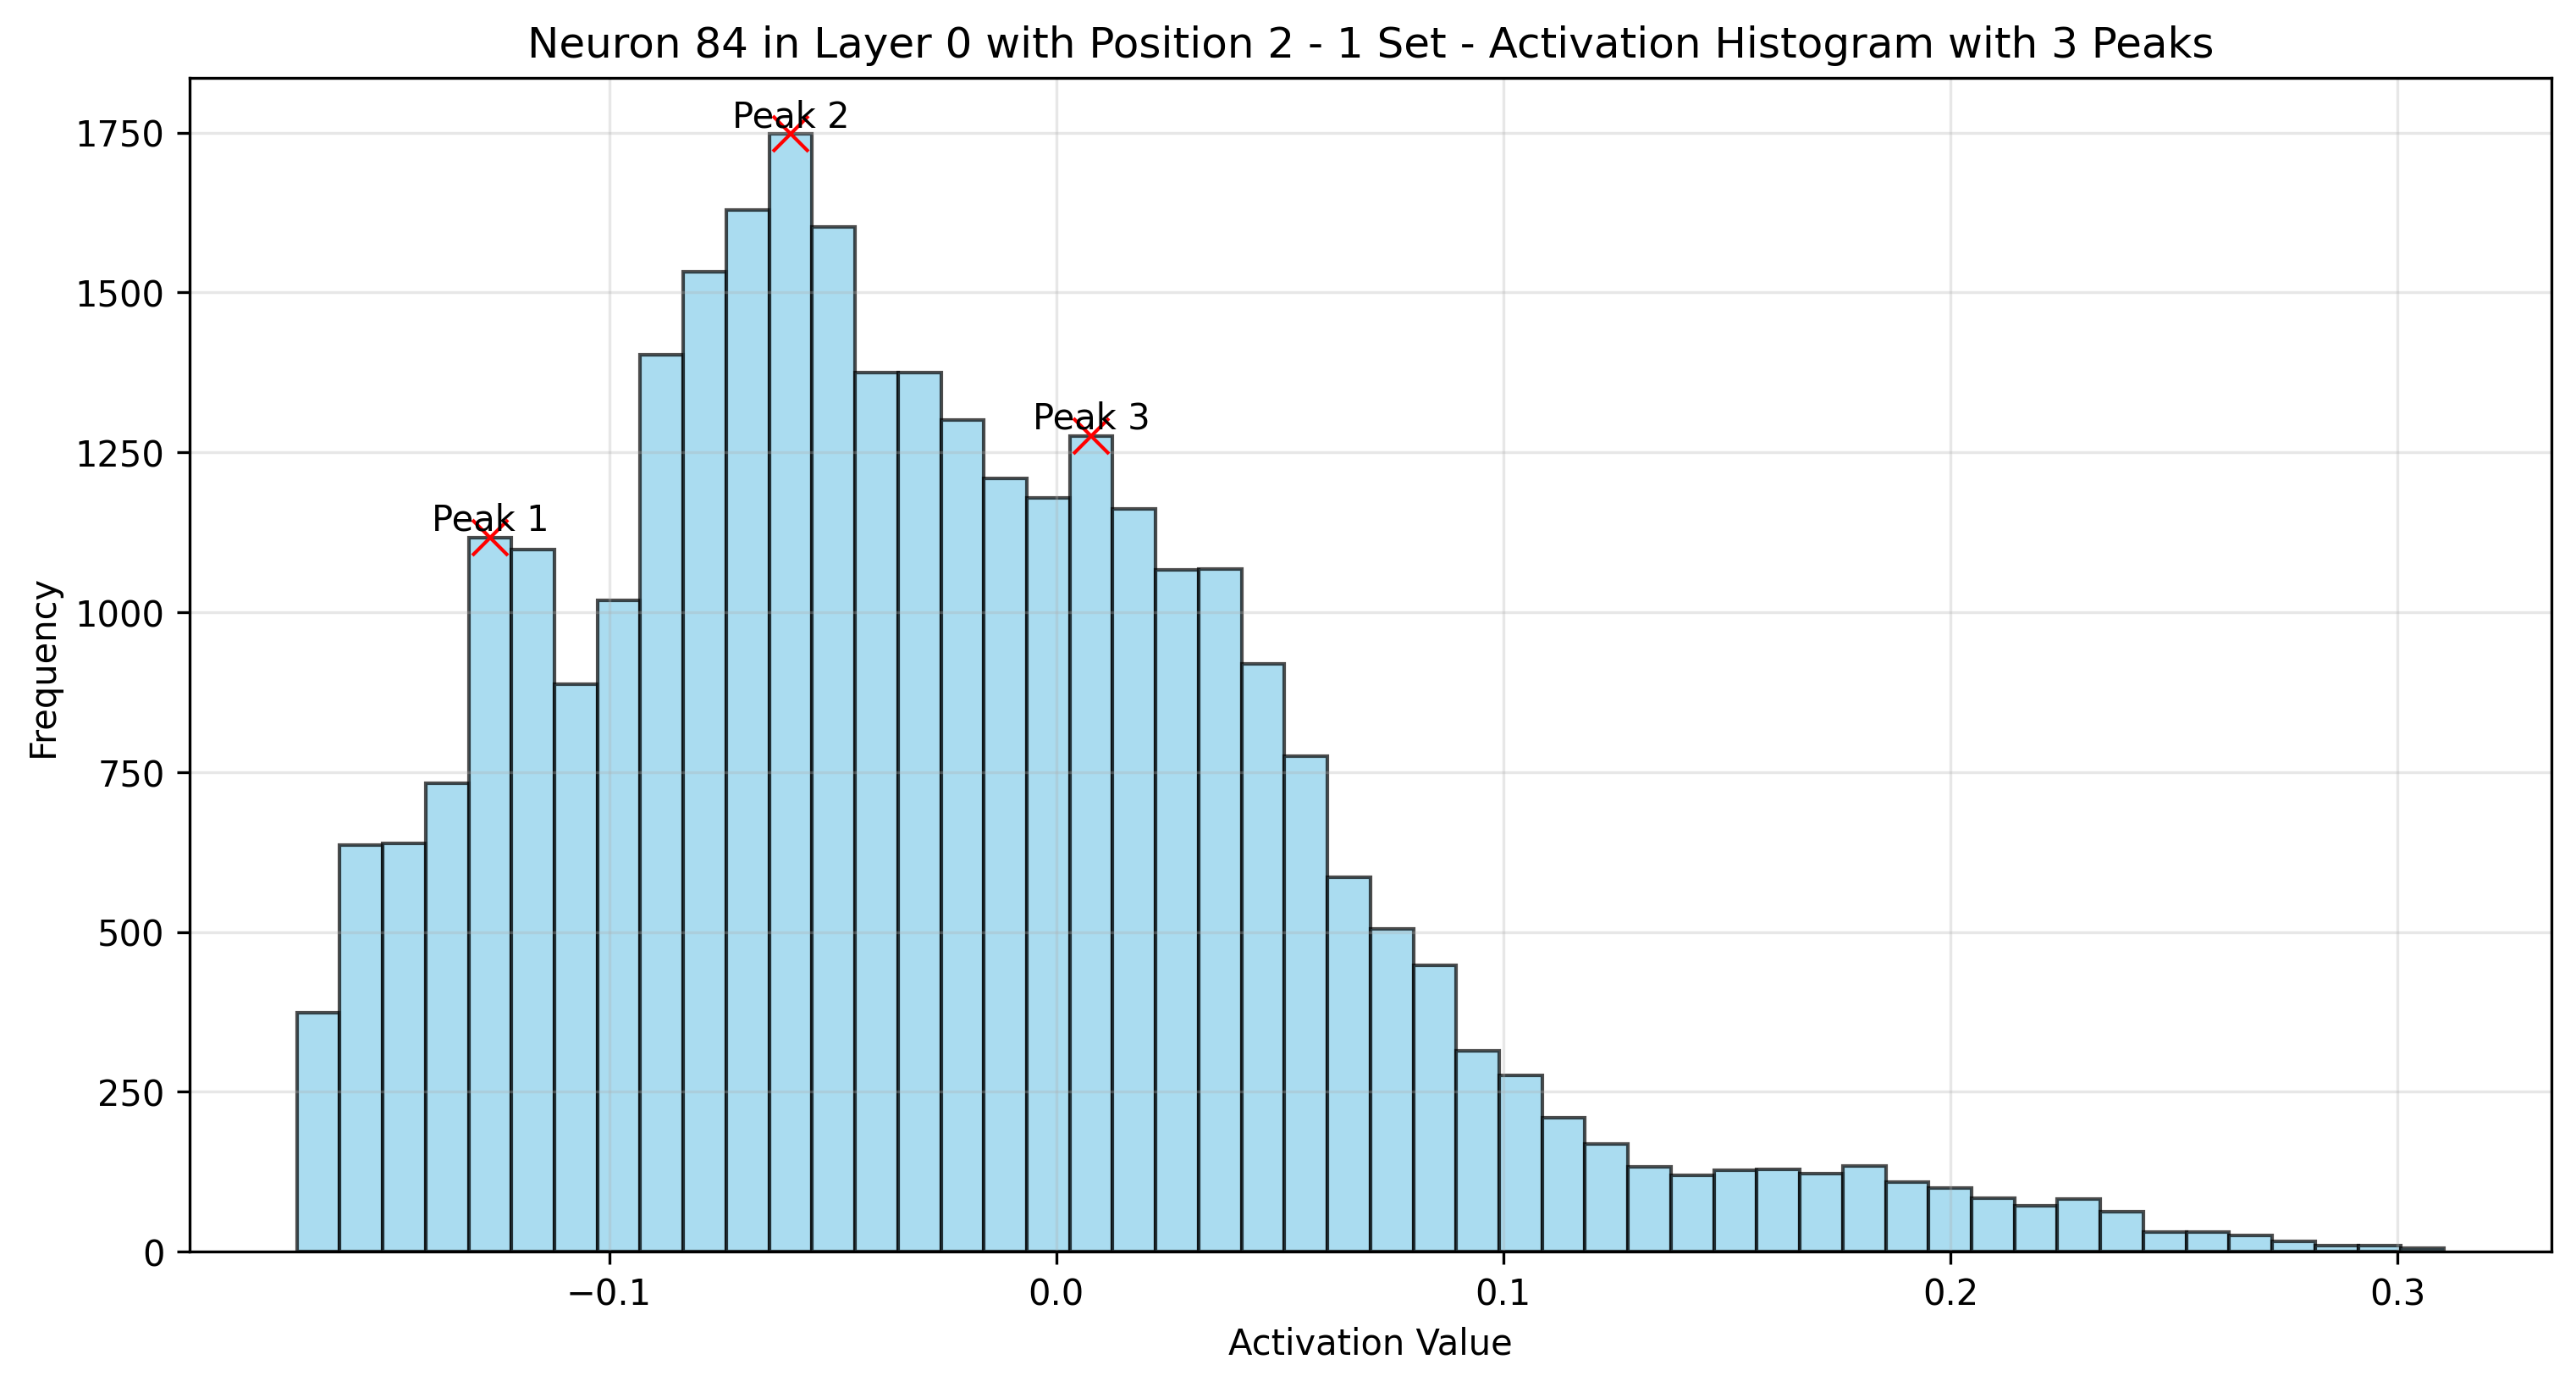 Neuron 84 in Layer 0 with Position 2 - 1 Set - Activation Histogram with 3 Peaks
Peak 2
Peak 3
Peak 1
Frequency
1750
1500
1250
1000
750
500
250
0
−0.1
0.0
0.1
0.2
0.3
Activation Value